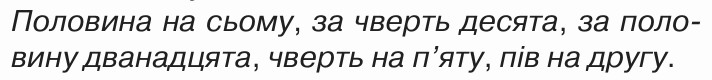 Половина на сьому, за чверть десята, за поло-
вину дванадцята, чверть на п’яту, пів на другу.